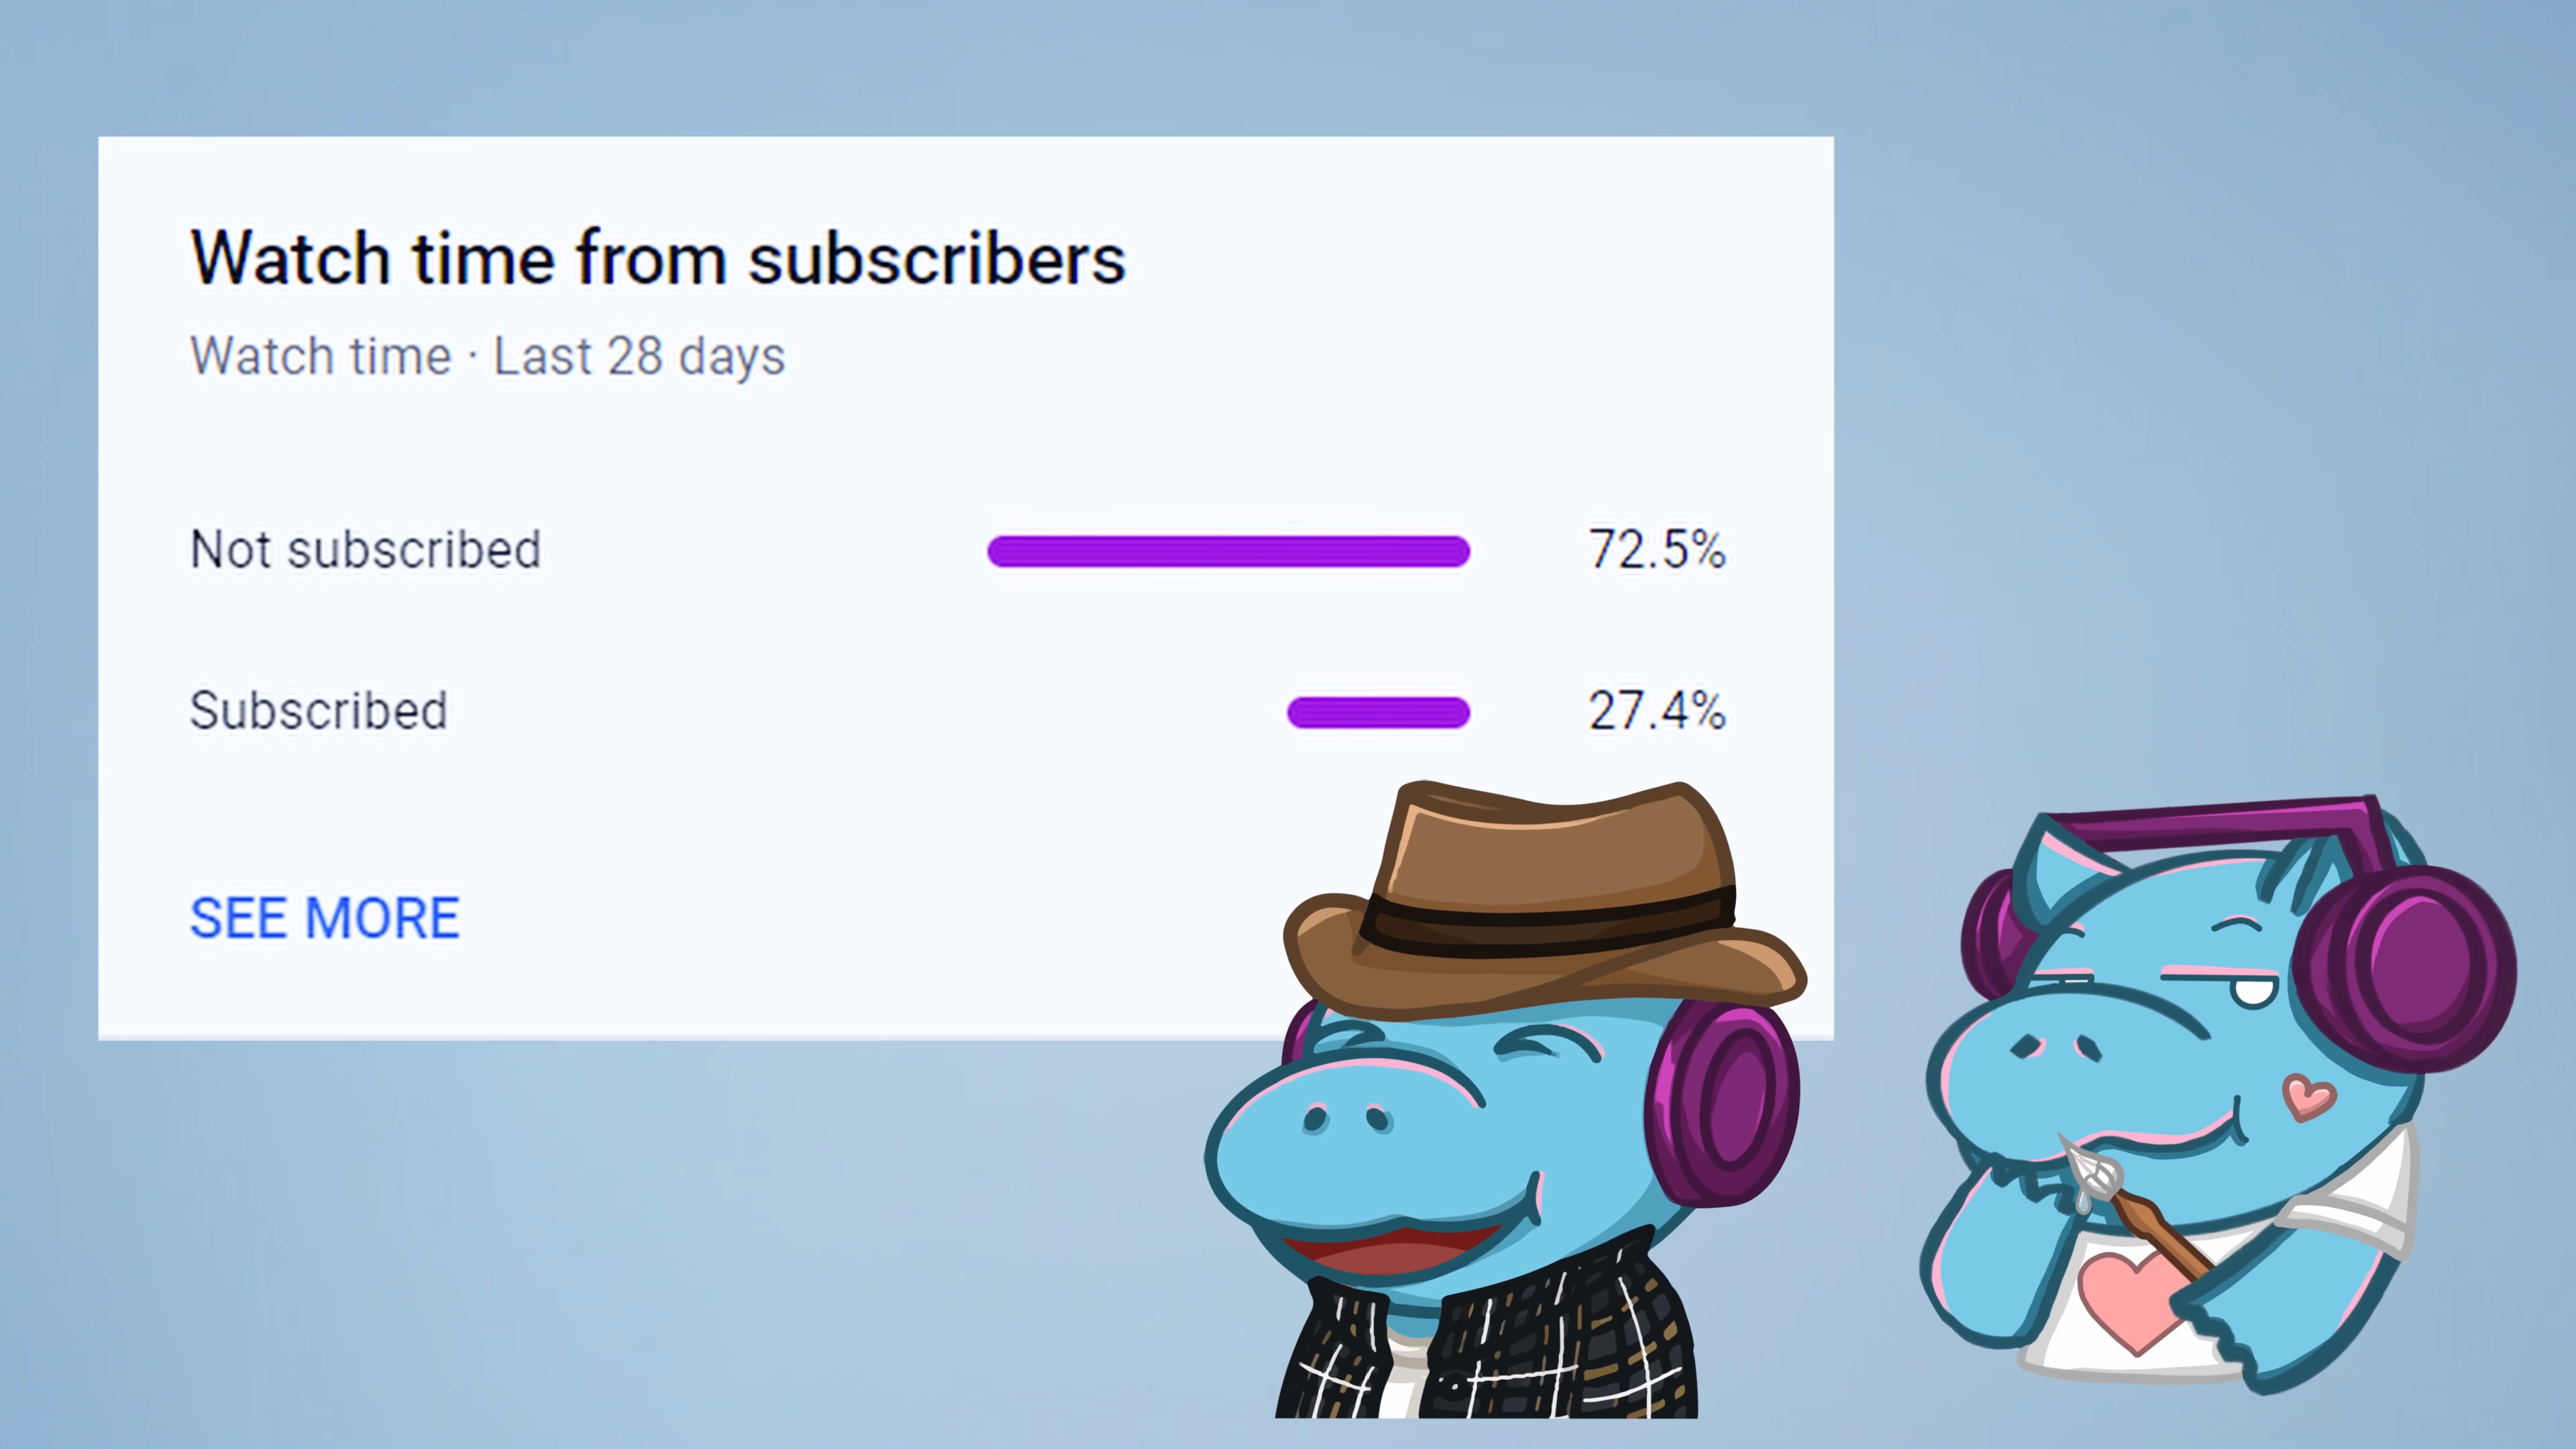 Watch time from subscribers
Watch time · Last 28 days
Not subscribed 72.5%
Subscribed 27.4%
SEE MORE